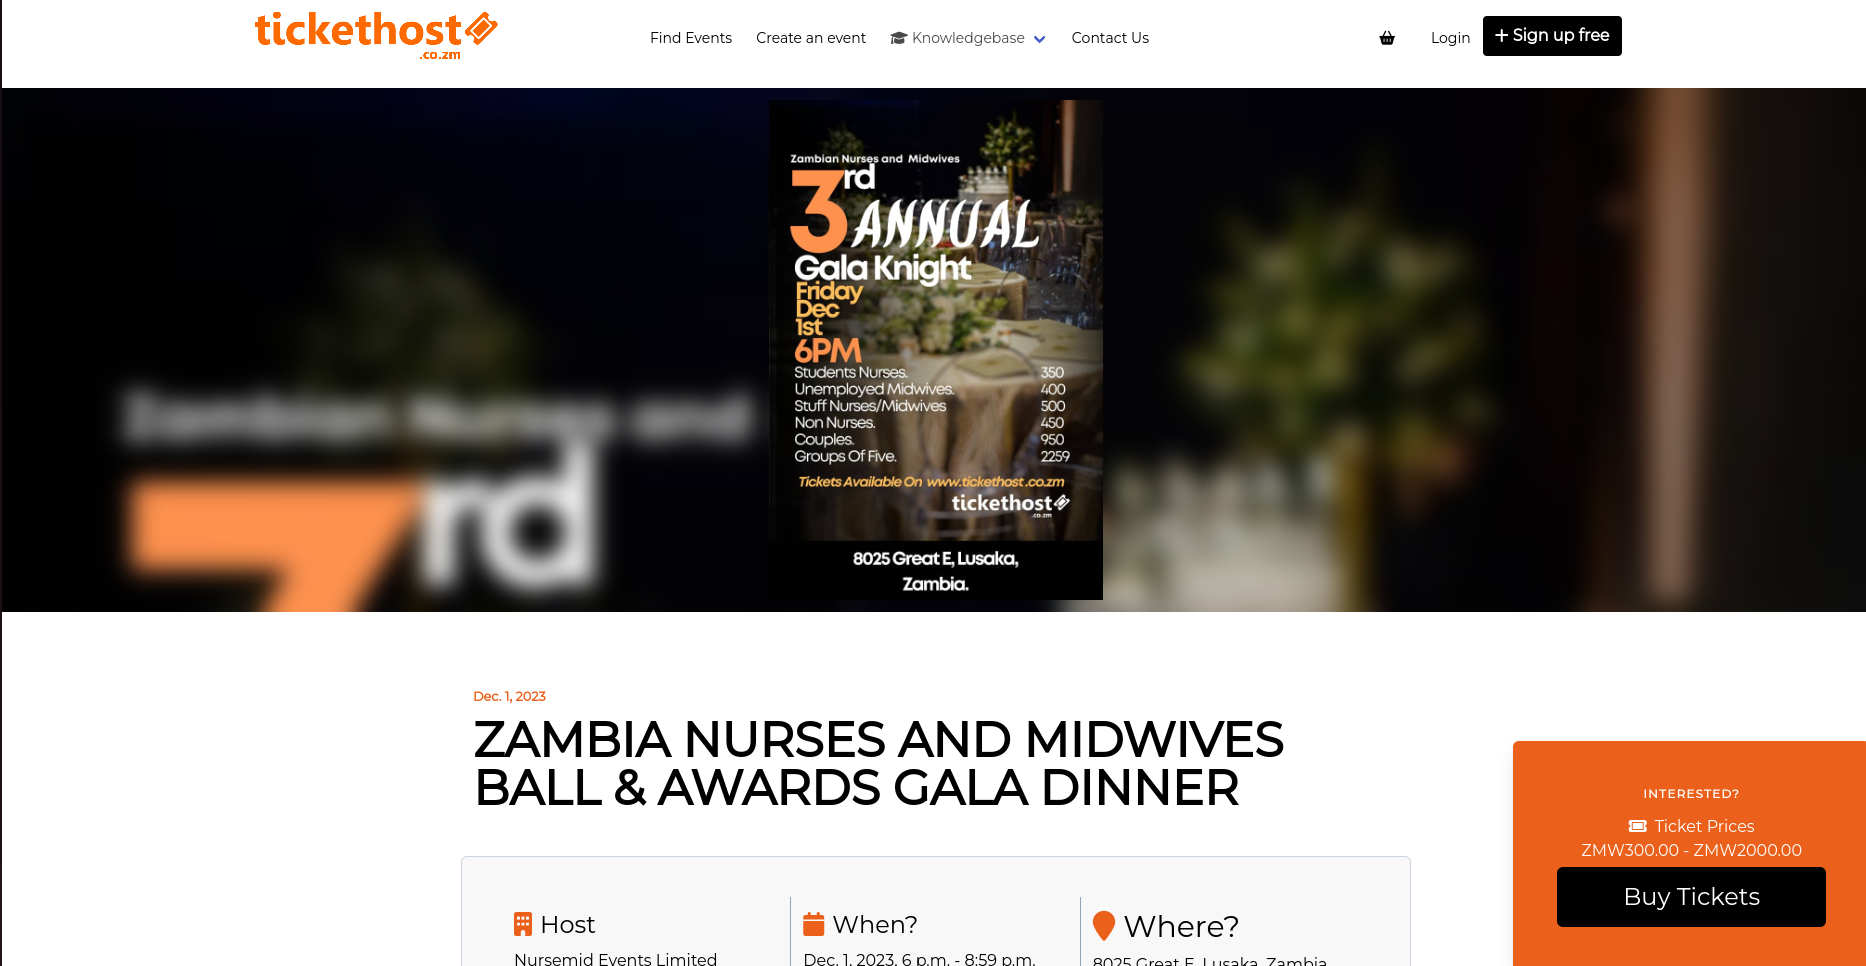 tickethost
.co.zm
Find Events
Create an event
Knowledgebase
Contact Us
Login
+ Sign up free
Zambian Nurses and Midwives
3rd
ANNUAL
Gala Knight
Friday
Dec
1st
6PM
Students Nurses. 350
Unemployed Midwives. 400
Stuff Nurses/Midwives 500
Non Nurses. 450
Couples. 950
Groups Of Five. 2259
Tickets Available On www.tickethost.co.zm
tickethost
.co.zm
8025 Great E, Lusaka,
Zambia.
Zambian Nurses and
rd
Dec. 1, 2023
ZAMBIA NURSES AND MIDWIVES
BALL & AWARDS GALA DINNER
INTERESTED?
Ticket Prices
ZMW300.00 - ZMW2000.00
Buy Tickets
Host
Nursemid Events Limited
When?
Dec. 1, 2023, 6 p.m. - 8:59 p.m.
Where?
8025 Great E, Lusaka, Zambia